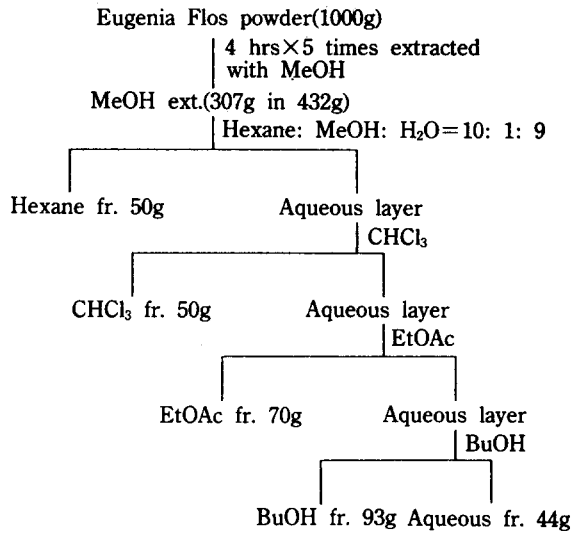 Eugenia Flos powder(1000g)
4 hrs×5 times extracted
with MeOH
MeOH ext.(307g in 432g)
Hexane: MeOH: H₂O=10: 1: 9
Hexane fr. 50g Aqueous layer
CHCl₃
CHCl₃ fr. 50g Aqueous layer
EtOAc
EtOAc fr. 70g Aqueous layer
BuOH
BuOH fr. 93g Aqueous fr. 44g